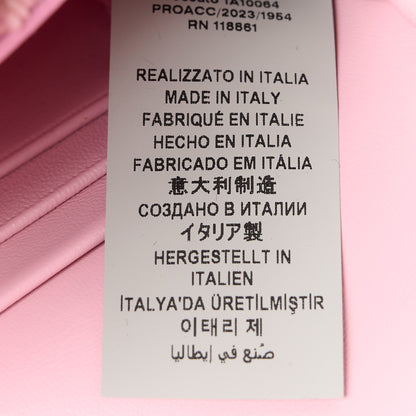 1A10064
PROACC/2023/1954
RN 118861
REALIZZATO IN ITALIA
MADE IN ITALY
FABRIQUÉ EN ITALIE
HECHO EN ITALIA
FABRICADO EM ITÁLIA
意大利制造
СОЗДАНО В ИТАЛИИ
イタリア製
HERGESTELLT IN
ITALIEN
İTALYA'DA ÜRETİLMİŞTİR
이태리 제
صُنع في إيطاليا